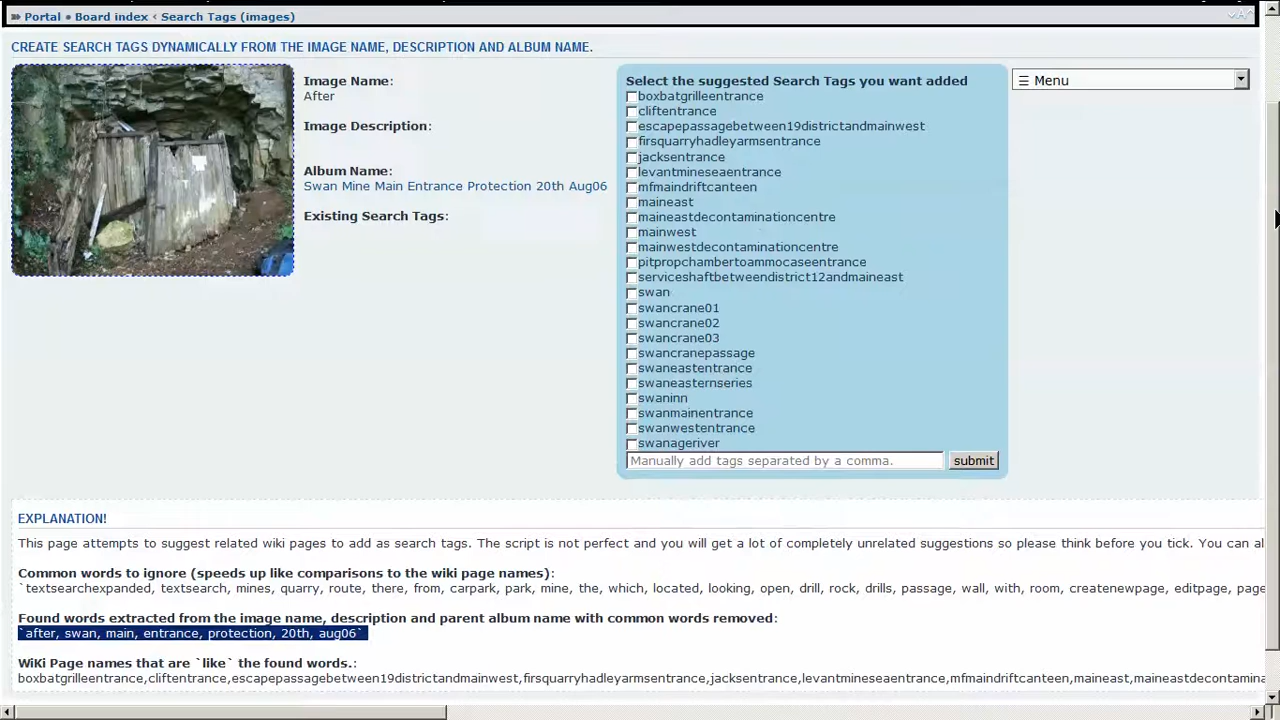 Portal • Board index ‹ Search Tags (images)
CREATE SEARCH TAGS DYNAMICALLY FROM THE IMAGE NAME, DESCRIPTION AND ALBUM NAME.
Image Name:
After
Image Description:
Album Name:
Swan Mine Main Entrance Protection 20th Aug06
Existing Search Tags:
Select the suggested Search Tags you want added
boxbatgrilleentrance
cliftentrance
escapepassagebetween19districtandmainwest
firsquarryhadleyarmsentrance
jacksentrance
levantmineseaentrance
mfmaindriftcanteen
maineast
maineastdecontaminationcentre
mainwest
mainwestdecontaminationcentre
pitpropchambertoammocaseentrance
serviceshaftbetweendistrict12andmaineast
swan
swancrane01
swancrane02
swancrane03
swancranepassage
swaneastentrance
swaneasternseries
swaninn
swanmainentrance
swanwestentrance
swanageriver
Manually add tags separated by a comma. submit
☰ Menu
EXPLANATION!
This page attempts to suggest related wiki pages to add as search tags. The script is not perfect and you will get a lot of completely unrelated suggestions so please think before you tick. You can al
Common words to ignore (speeds up like comparisons to the wiki page names):
`textsearchexpanded, textsearch, mines, quarry, route, there, from, carpark, park, mine, the, which, located, looking, open, drill, rock, drills, passage, wall, with, room, createnewpage, editpage, page
Found words extracted from the image name, description and parent album name with common words removed:
`after, swan, main, entrance, protection, 20th, aug06`
WiKi Page names that are `like` the found words.:
boxbatgrilleentrance,cliftentrance,escapepassagebetween19districtandmainwest,firsquarryhadleyarmsentrance,jacksentrance,levantmineseaentrance,mfmaindriftcanteen,maineast,maineastdecontamina